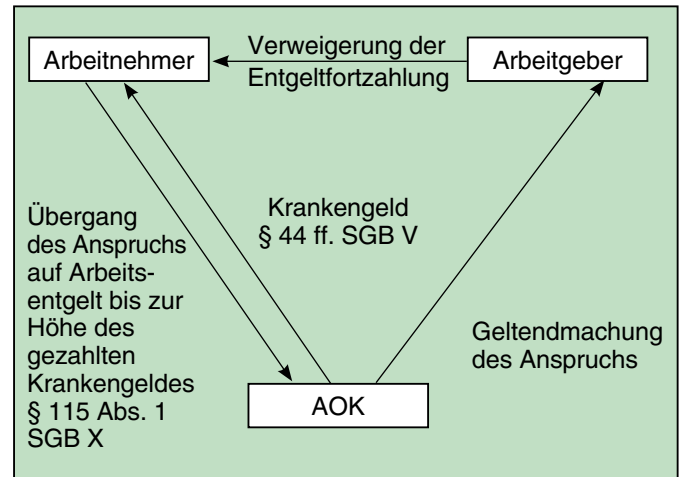 Arbeitnehmer
Verweigerung der
Entgeltfortzahlung
Arbeitgeber
Übergang
des Anspruchs
auf Arbeits-
entgelt bis zur
Höhe des
gezahlten
Krankengeldes
§ 115 Abs. 1
SGB X
Krankengeld
§ 44 ff. SGB V
Geltendmachung
des Anspruchs
AOK